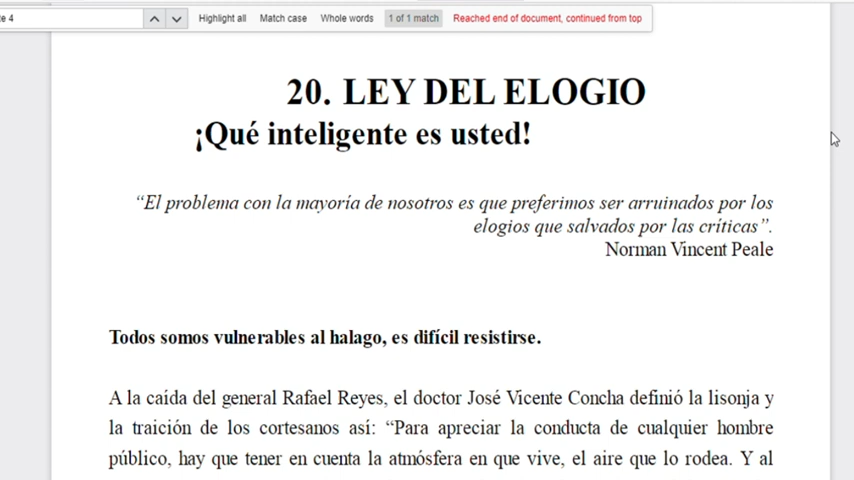 e 4
Highlight all Match case Whole words 1 of 1 match Reached end of document, continued from top
20. LEY DEL ELOGIO
¡Qué inteligente es usted!
“El problema con la mayoría de nosotros es que preferimos ser arruinados por los
elogios que salvados por las críticas”.
Norman Vincent Peale
Todos somos vulnerables al halago, es difícil resistirse.
A la caída del general Rafael Reyes, el doctor José Vicente Concha definió la lisonja y
la traición de los cortesanos así: “Para apreciar la conducta de cualquier hombre
público, hay que tener en cuenta la atmósfera en que vive, el aire que lo rodea. Y al